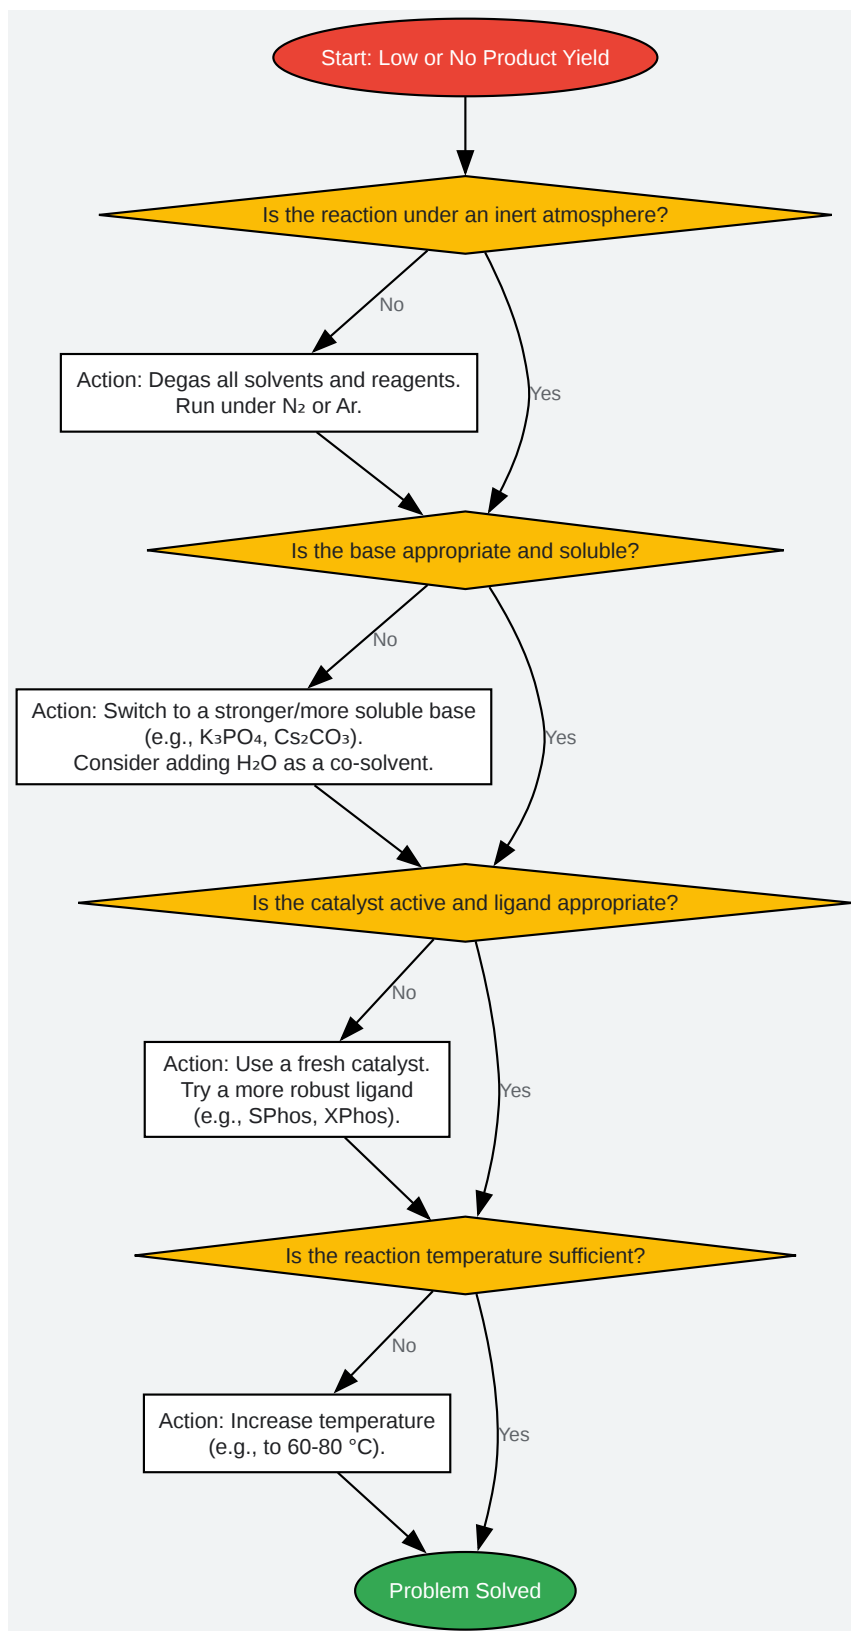 Start: Low or No Product Yield
Is the reaction under an inert atmosphere?
No
Action: Degas all solvents and reagents.
Run under N₂ or Ar.
Yes
Is the base appropriate and soluble?
No
Action: Switch to a stronger/more soluble base
(e.g., K₃PO₄, Cs₂CO₃).
Consider adding H₂O as a co-solvent.
Yes
Is the catalyst active and ligand appropriate?
No
Action: Use a fresh catalyst.
Try a more robust ligand
(e.g., SPhos, XPhos).
Yes
Is the reaction temperature sufficient?
No
Action: Increase temperature
(e.g., to 60-80 °C).
Yes
Problem Solved